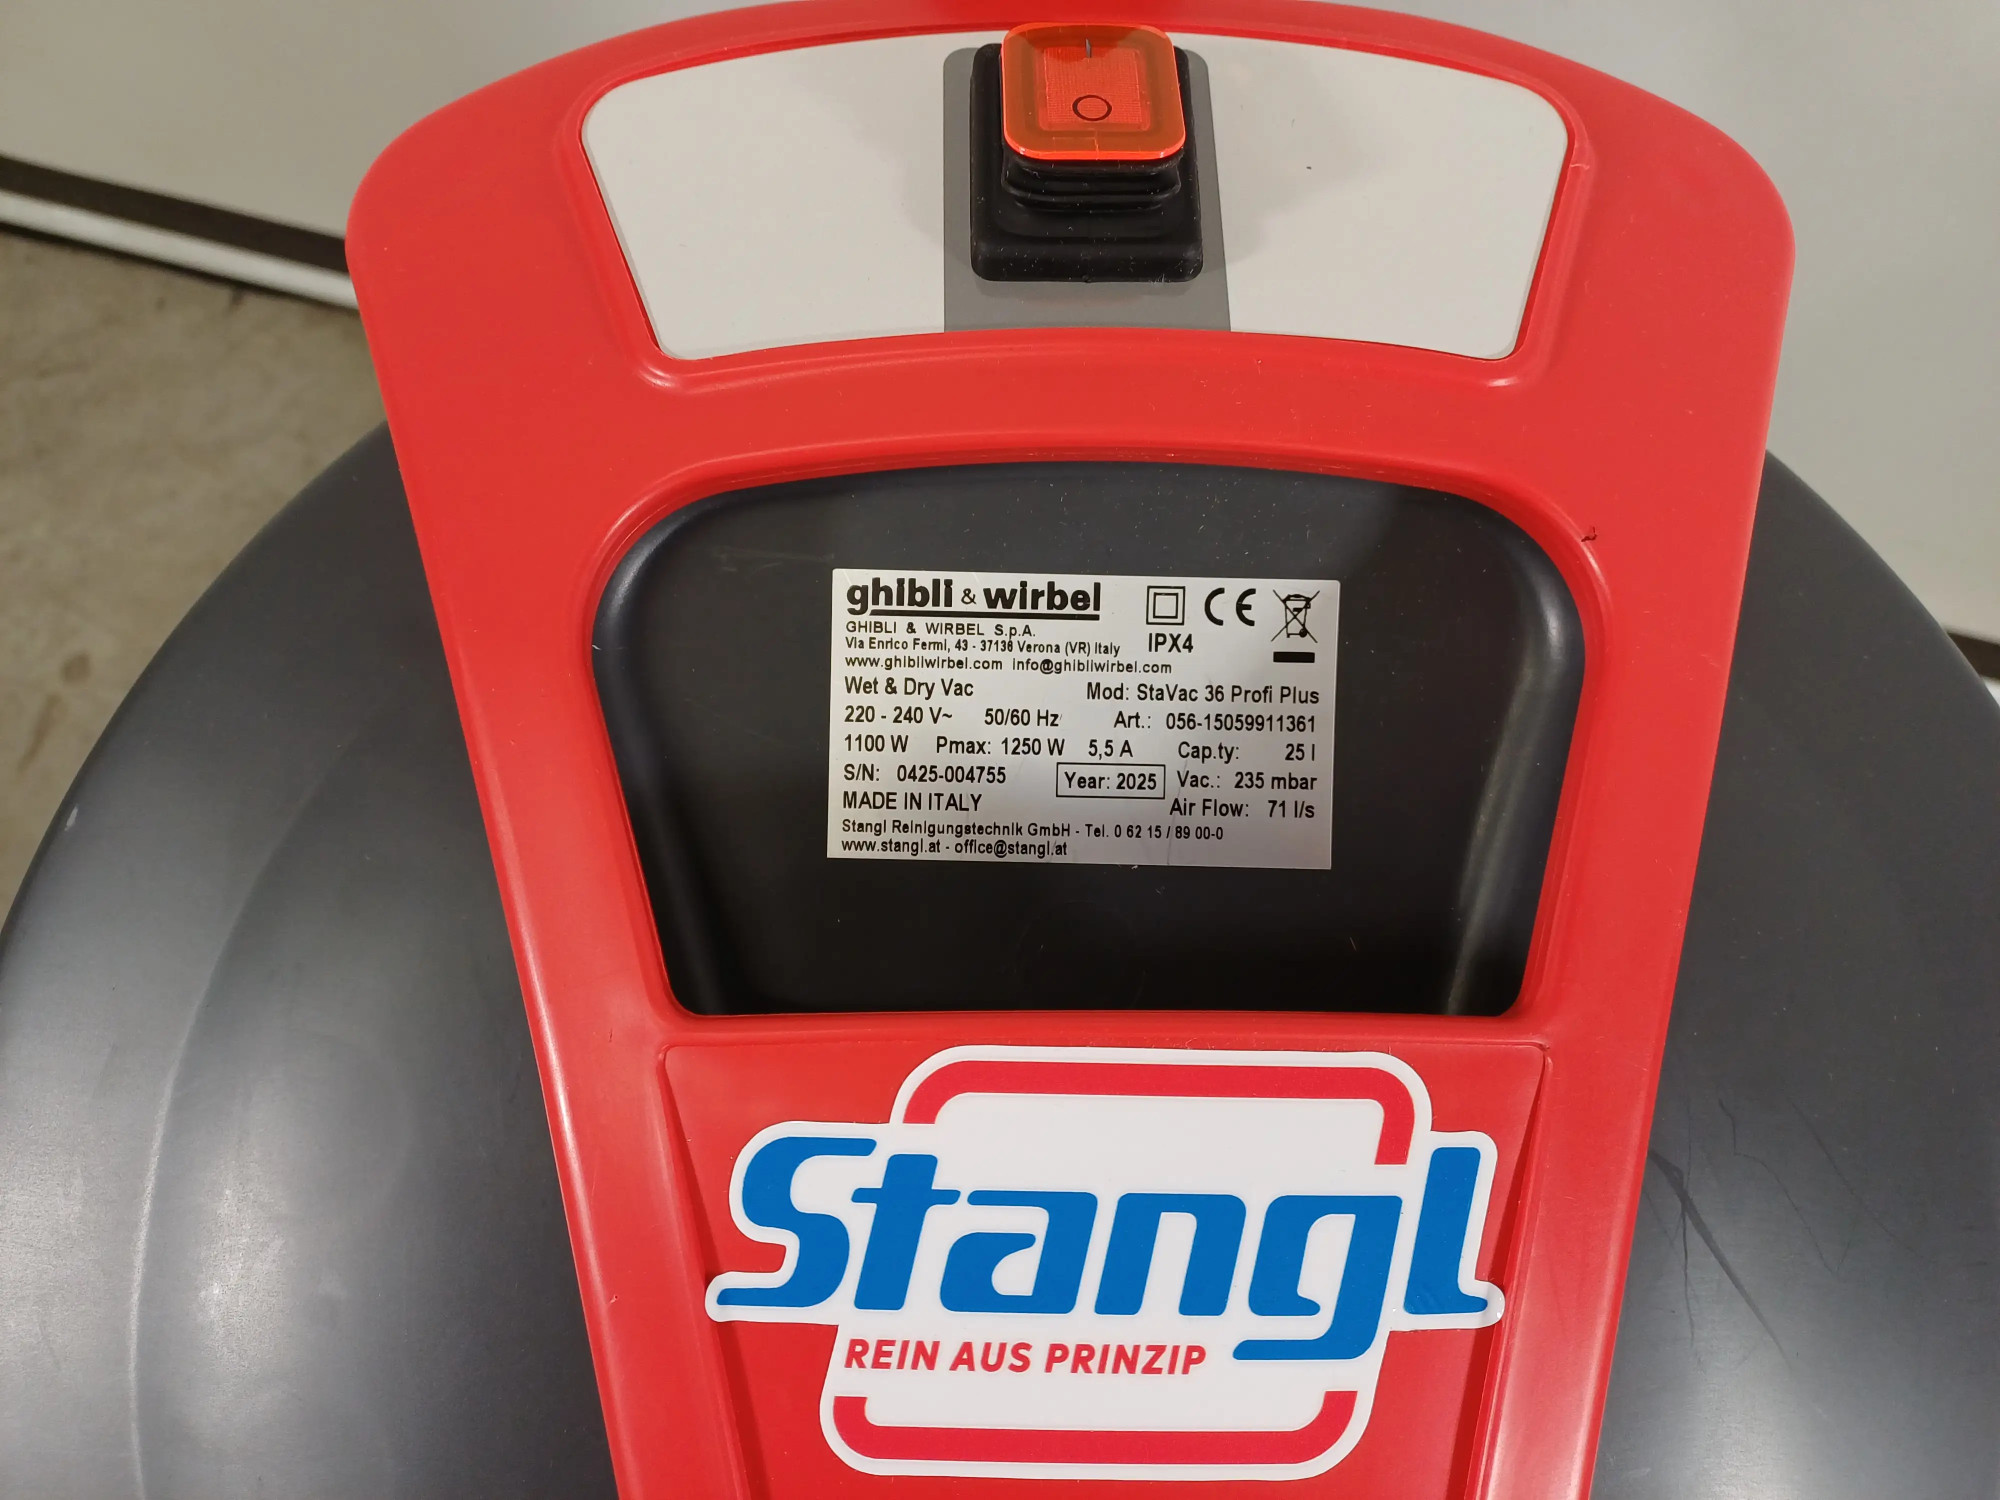 ghibli & wirbel
GHIBLI & WIRBEL S.p.A.
Via Enrico Fermi, 43 - 37136 Verona (VR) Italy
IPX4
www.ghibliwirbel.com info@ghibliwirbel.com
Wet & Dry Vac Mod: StaVac 36 Profi Plus
220 - 240 V~ 50/60 Hz Art.: 056-15059911361
1100 W Pmax: 1250 W 5,5 A Cap.ty: 25 l
S/N: 0425-004755 Year: 2025 Vac.: 235 mbar
MADE IN ITALY Air Flow: 71 l/s
Stangl Reinigungstechnik GmbH - Tel. 0 62 15 / 89 00-0
www.stangl.at - office@stangl.at
Stangl
REIN AUS PRINZIP